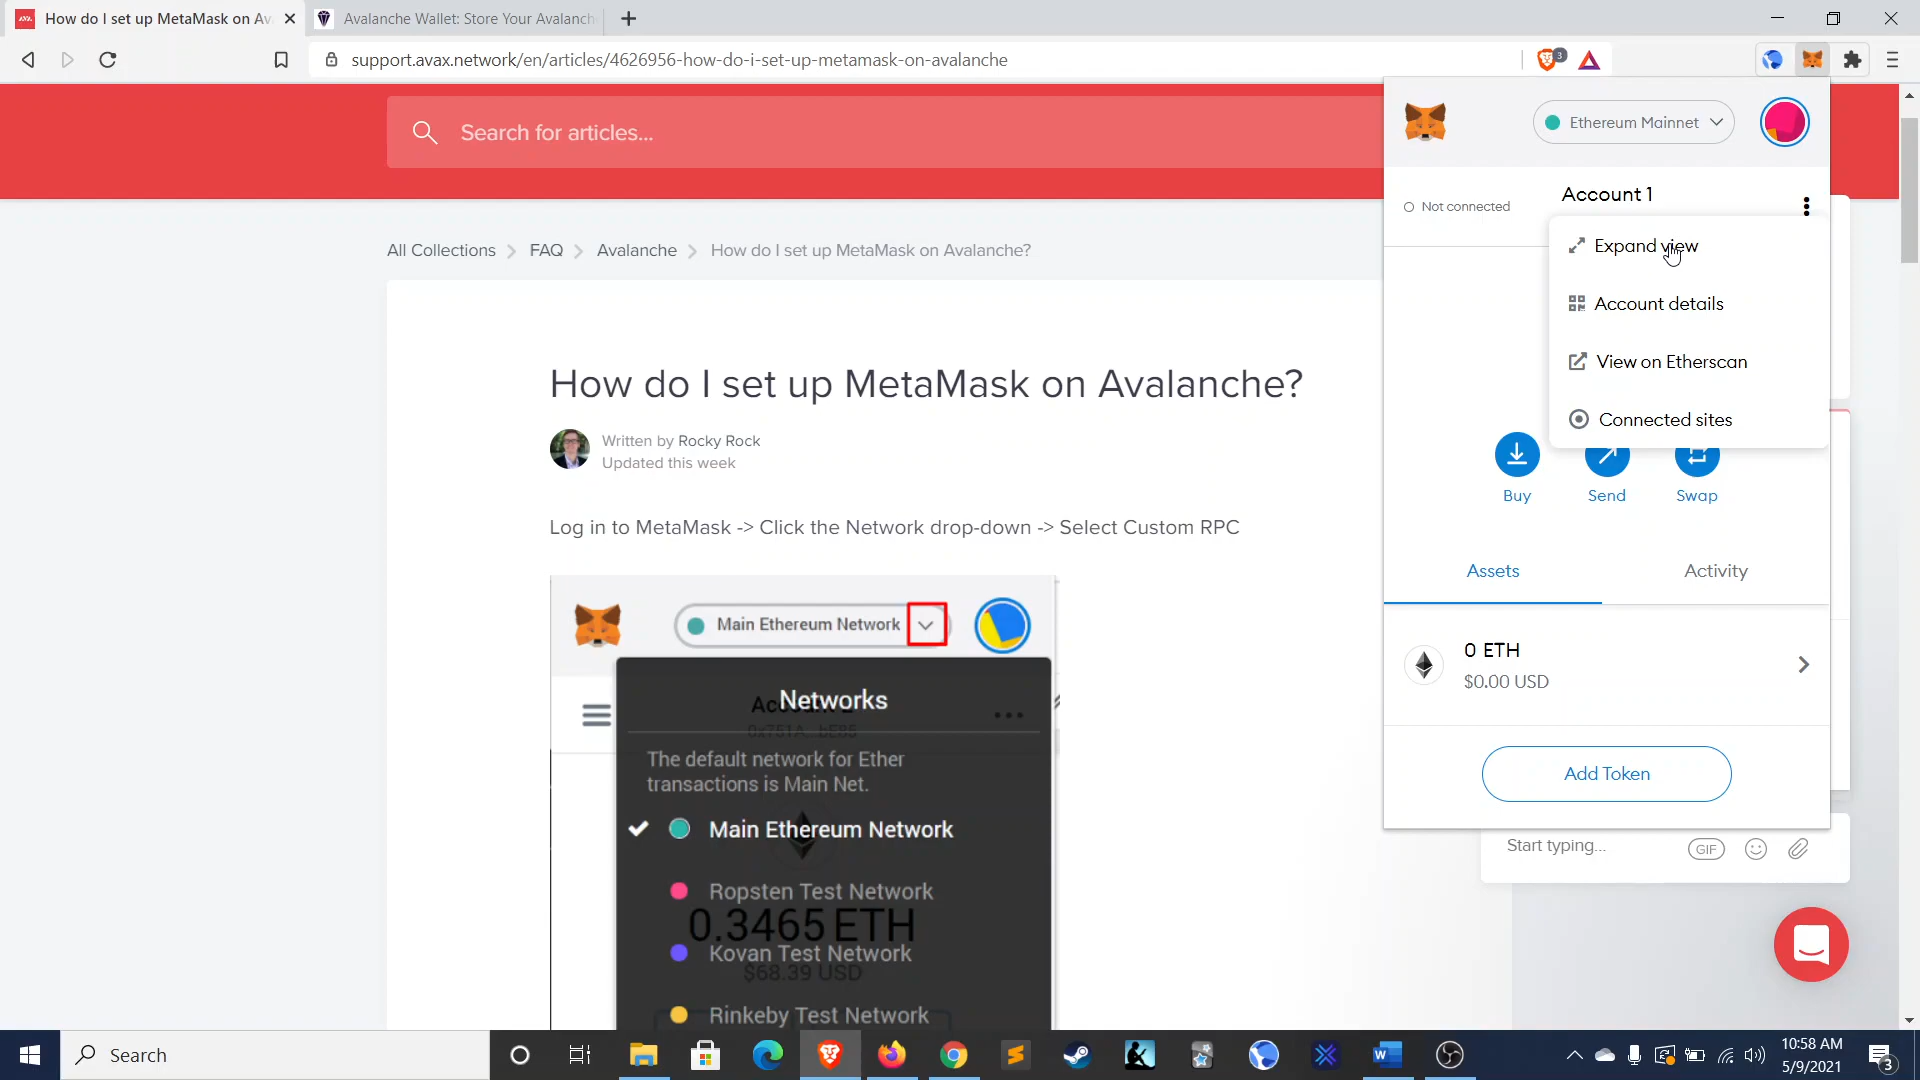 How do I set up MetaMask on Av
Avalanche Wallet: Store Your Avalanch
support.avax.network/en/articles/4626956-how-do-i-set-up-metamask-on-avalanche
3
Search for articles...
Ethereum Mainnet
Not connected
Account 1
Expand view
Account details
View on Etherscan
Connected sites
Buy
Send
Swap
Assets
Activity
0 ETH
$0.00 USD
Add Token
All Collections
FAQ
Avalanche
How do I set up MetaMask on Avalanche?
How do I set up MetaMask on Avalanche?
Written by Rocky Rock
Updated this week
Log in to MetaMask -> Click the Network drop-down -> Select Custom RPC
Main Ethereum Network
Networks
The default network for Ether
transactions is Main Net.
Main Ethereum Network
Ropsten Test Network
0.3465 ETH
Kovan Test Network
$68.39 USD
Rinkeby Test Network
Start typing...
GIF
Search
10:58 AM
5/9/2021
3